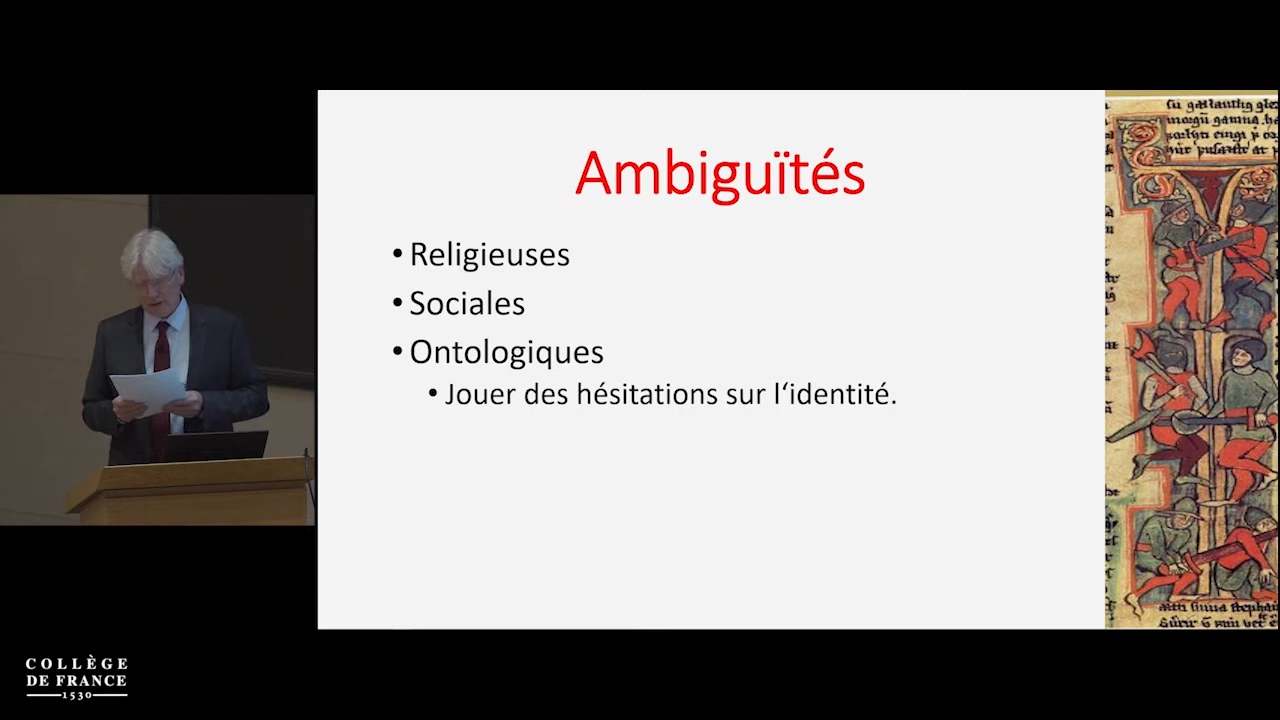 Ambiguïtés
• Religieuses
• Sociales
• Ontologiques
• Jouer des hésitations sur l‘identité.
COLLÈGE
DE FRANCE
1530